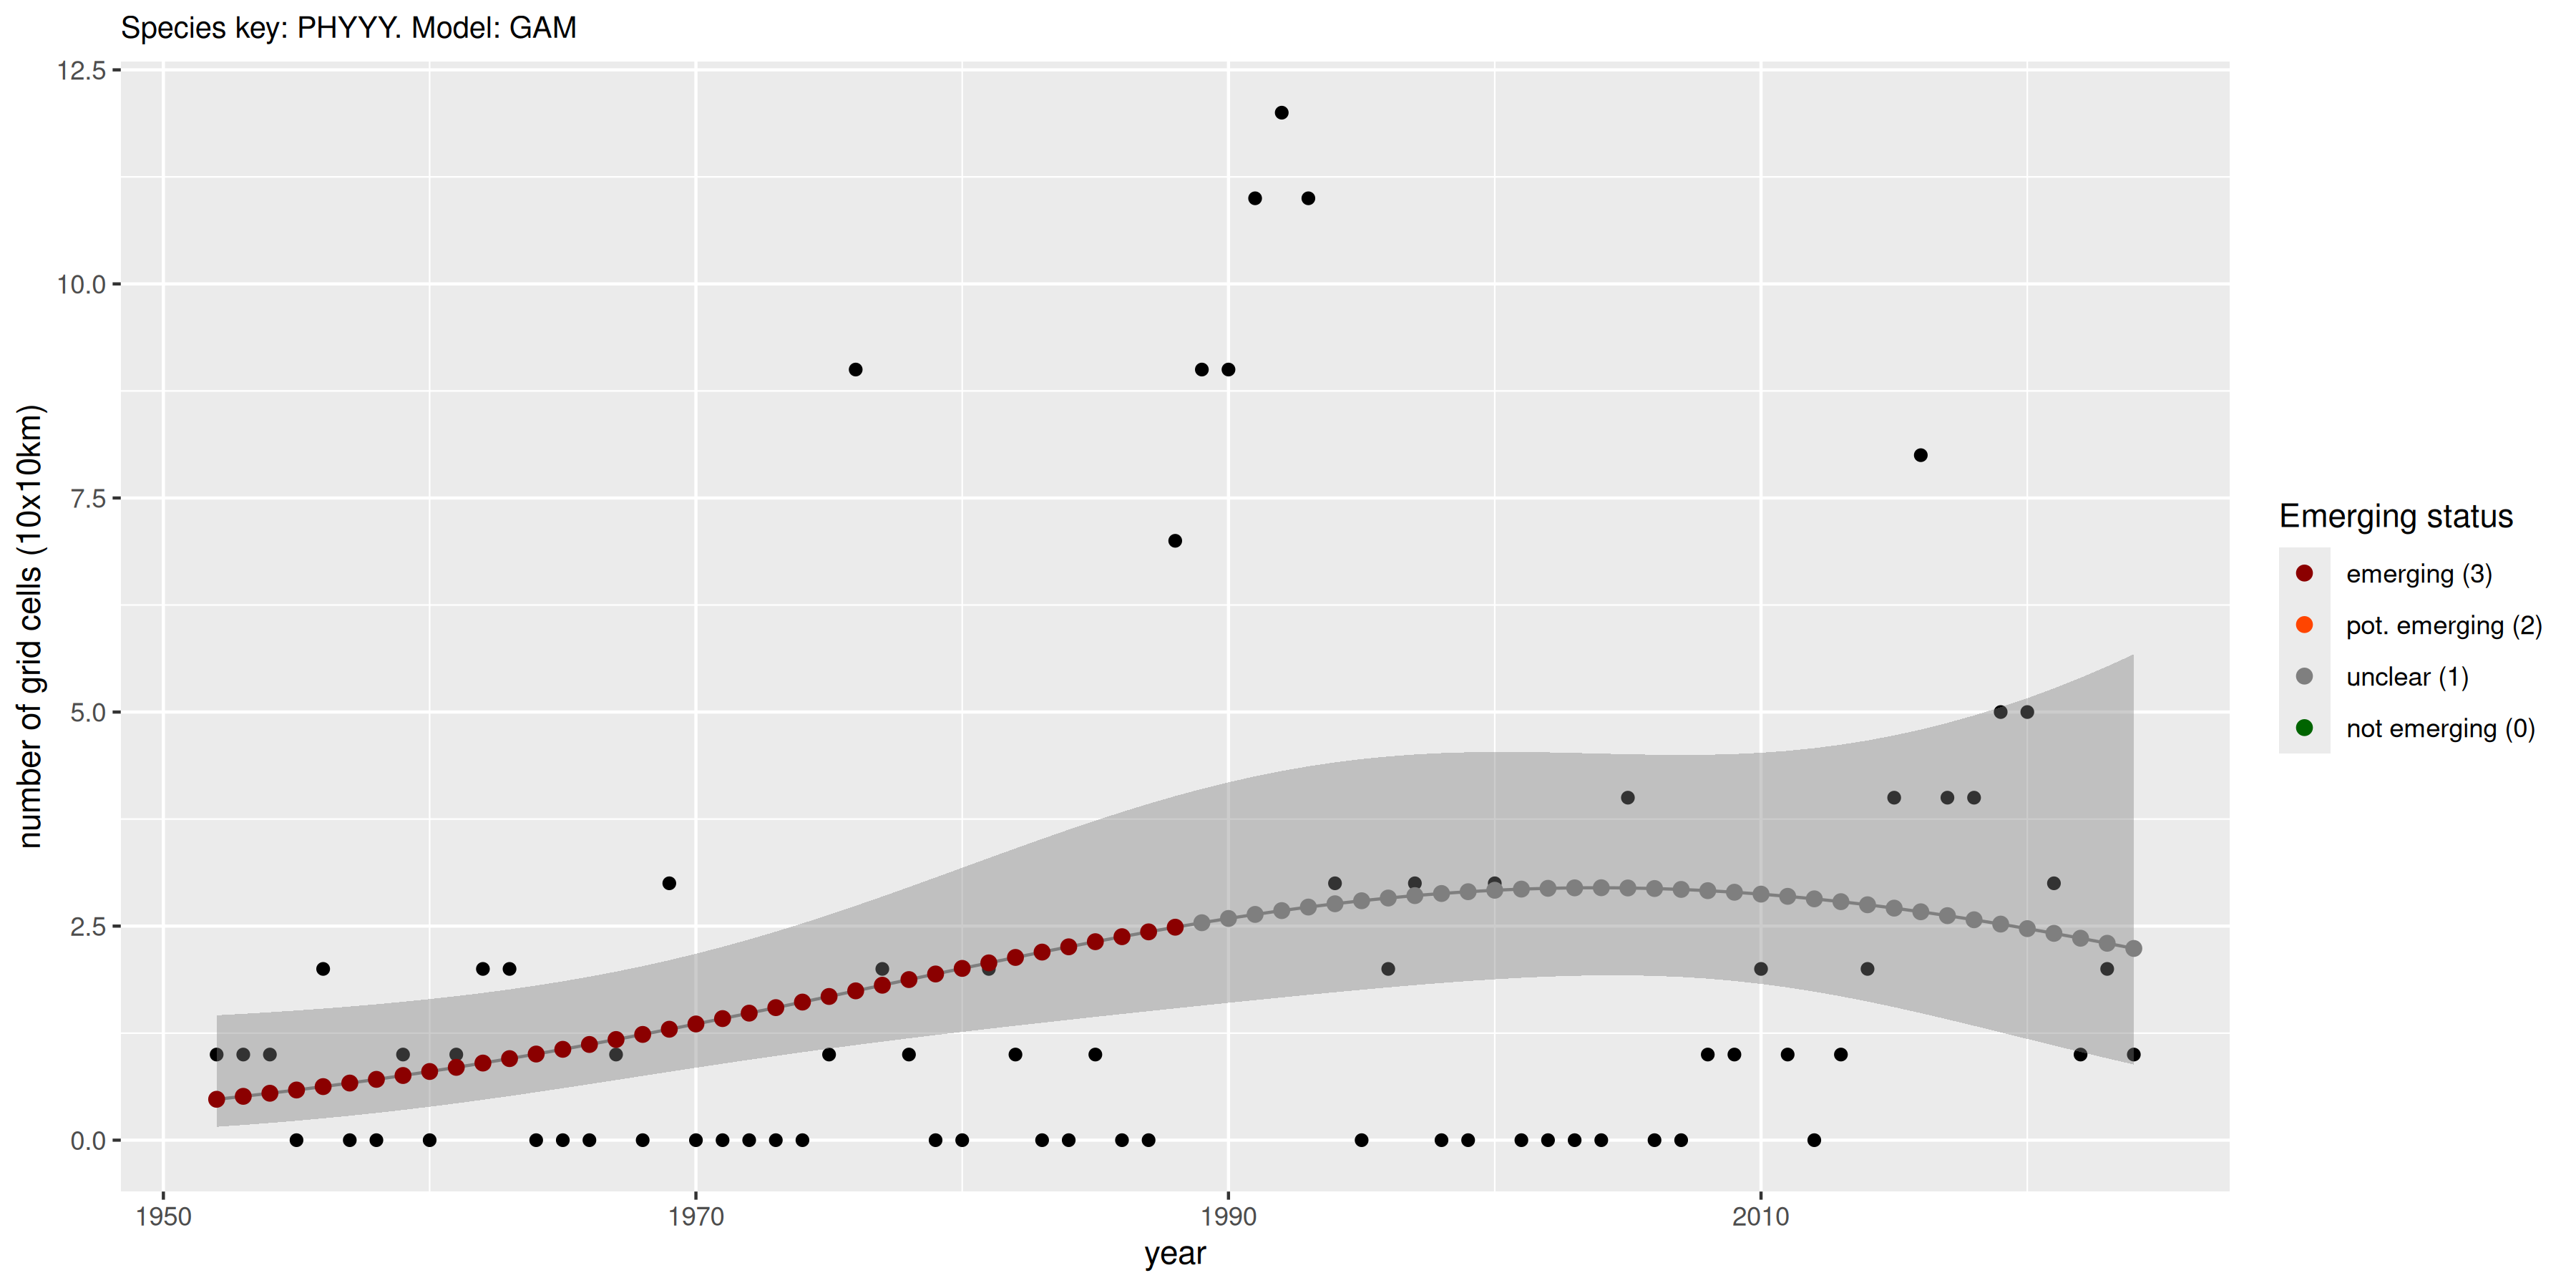 Species key: PHYYY. Model: GAM
12.5
10.0
7.5
5.0
2.5
0.0
number of grid cells (10x10km)
1950
1970
1990
2010
year
Emerging status
emerging (3)
pot. emerging (2)
unclear (1)
not emerging (0)